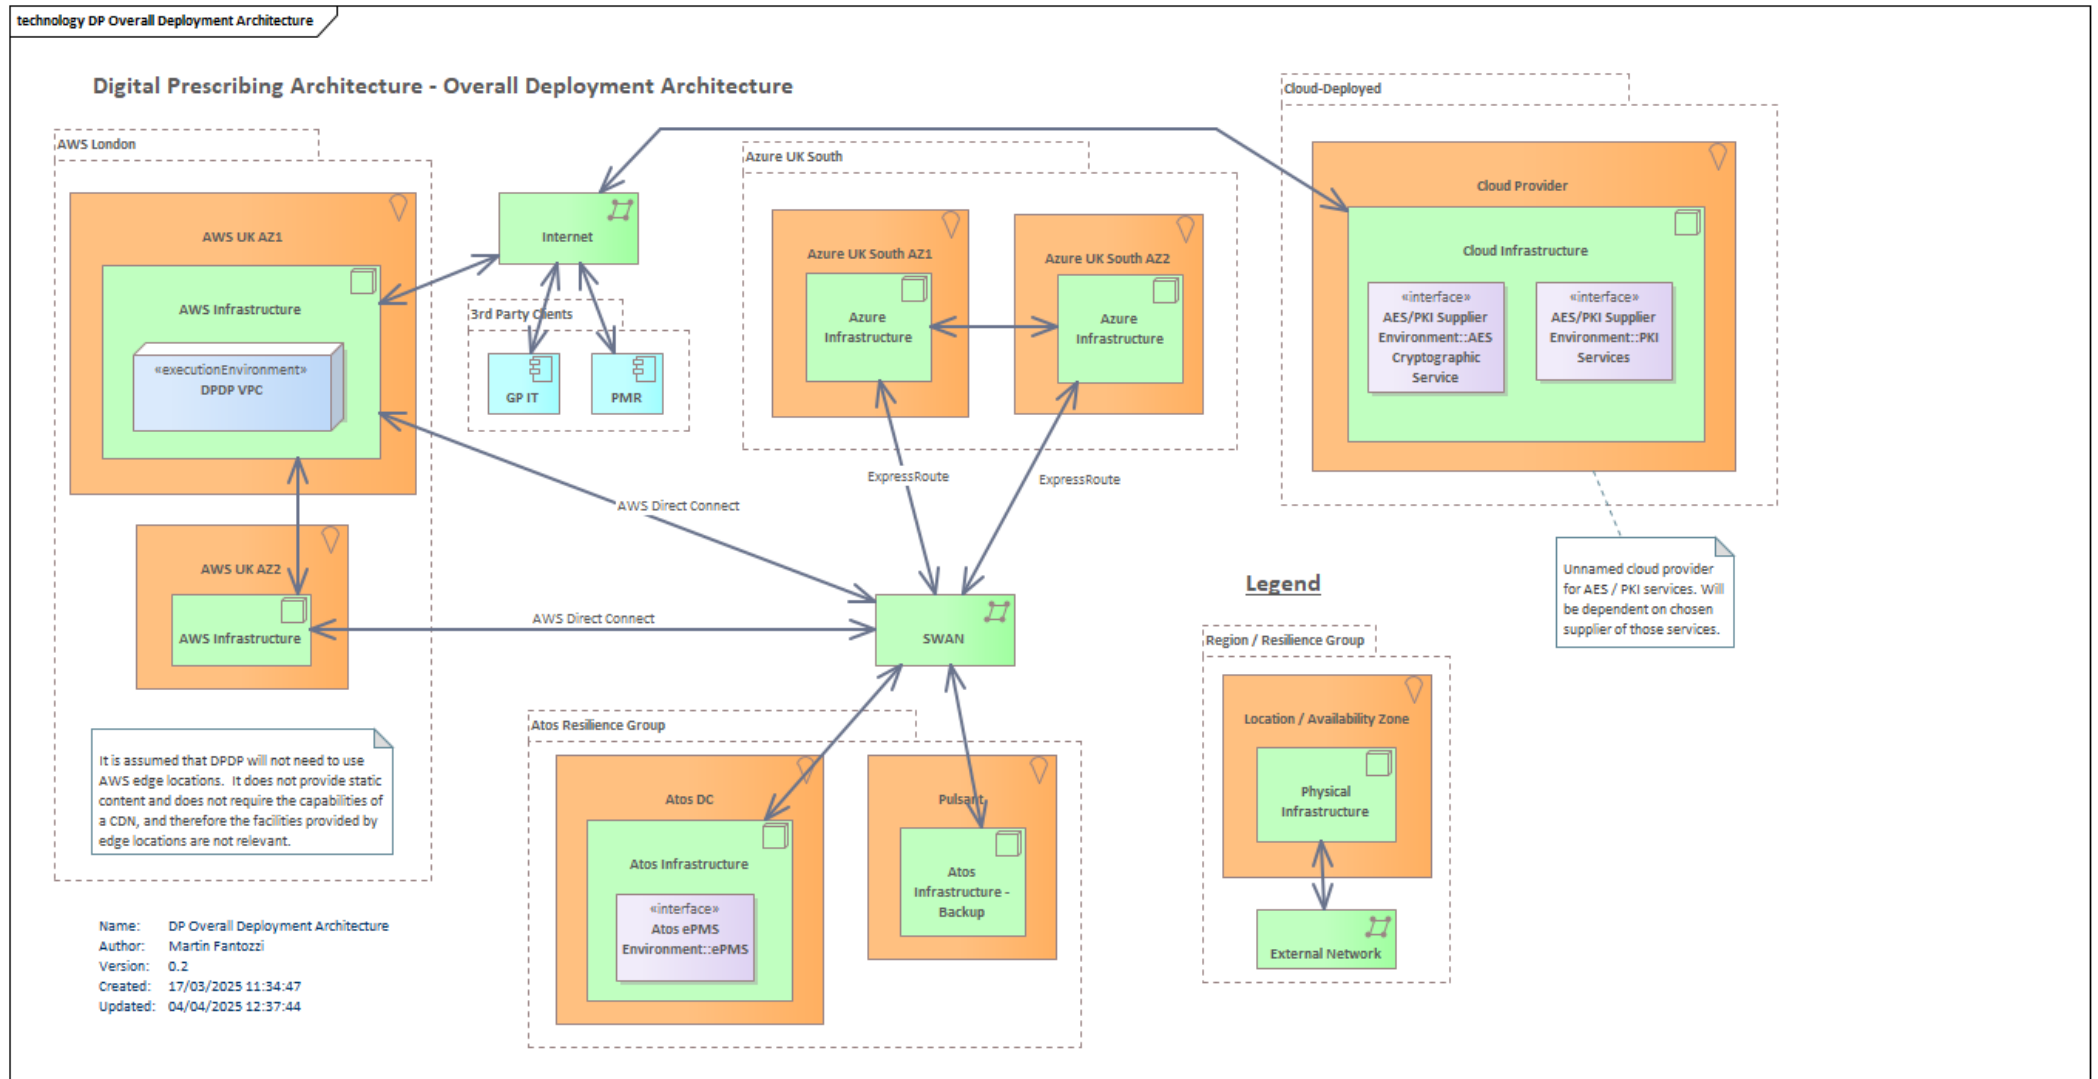 technology DP Overall Deployment Architecture
Digital Prescribing Architecture - Overall Deployment Architecture
AWS London
AWS UK AZ1
AWS Infrastructure
«executionEnvironment»
DPDP VPC
AWS UK AZ2
AWS Infrastructure
It is assumed that DPDP will not need to use
AWS edge locations.  It does not provide static
content and does not require the capabilities of
a CDN, and therefore the facilities provided by
edge locations are not relevant.
Name: DP Overall Deployment Architecture
Author: Martin Fantozzi
Version: 0.2
Created: 17/03/2025 11:34:47
Updated: 04/04/2025 12:37:44
Internet
3rd Party Clients
GP IT
PMR
AWS Direct Connect
AWS Direct Connect
Azure UK South
Azure UK South AZ1
Azure
Infrastructure
Azure UK South AZ2
Azure
Infrastructure
ExpressRoute
ExpressRoute
SWAN
Atos Resilience Group
Atos DC
Atos Infrastructure
«interface»
Atos ePMS
Environment::ePMS
Pulsant
Atos
Infrastructure -
Backup
Cloud-Deployed
Cloud Provider
Cloud Infrastructure
«interface»
AES/PKI Supplier
Environment::AES
Cryptographic
Service
«interface»
AES/PKI Supplier
Environment::PKI
Services
Unnamed cloud provider
for AES / PKI services. Will
be dependent on chosen
supplier of those services.
Legend
Region / Resilience Group
Location / Availability Zone
Physical
Infrastructure
External Network